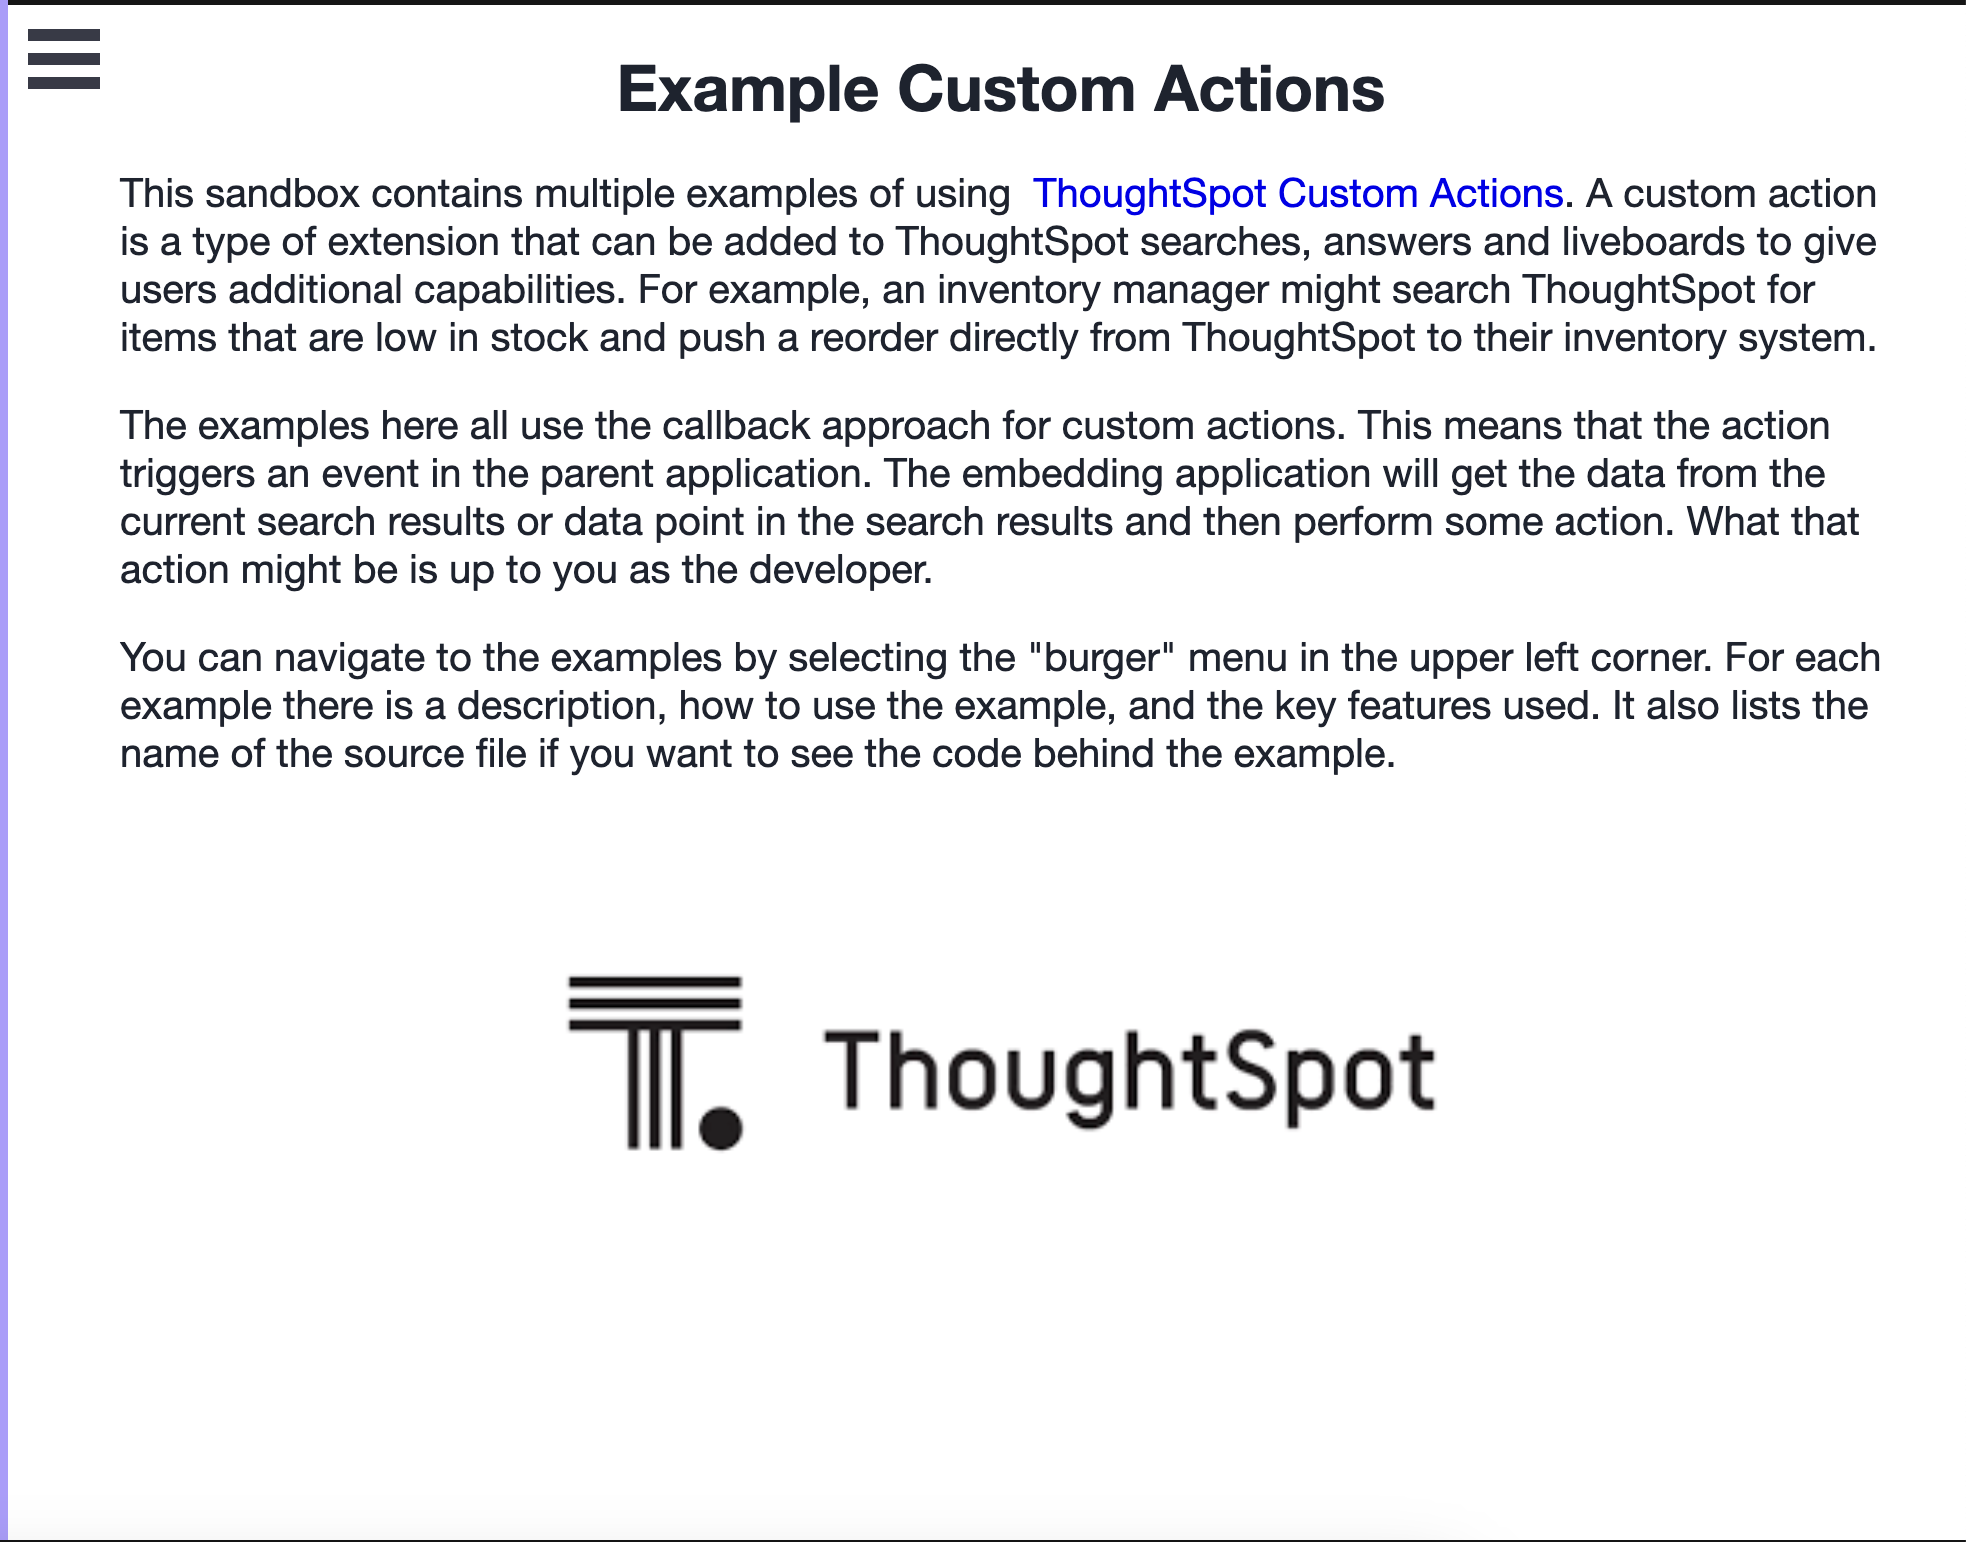 Example Custom Actions
This sandbox contains multiple examples of using ThoughtSpot Custom Actions. A custom action
is a type of extension that can be added to ThoughtSpot searches, answers and liveboards to give
users additional capabilities. For example, an inventory manager might search ThoughtSpot for
items that are low in stock and push a reorder directly from ThoughtSpot to their inventory system.
The examples here all use the callback approach for custom actions. This means that the action
triggers an event in the parent application. The embedding application will get the data from the
current search results or data point in the search results and then perform some action. What that
action might be is up to you as the developer.
You can navigate to the examples by selecting the "burger" menu in the upper left corner. For each
example there is a description, how to use the example, and the key features used. It also lists the
name of the source file if you want to see the code behind the example.
T. ThoughtSpot